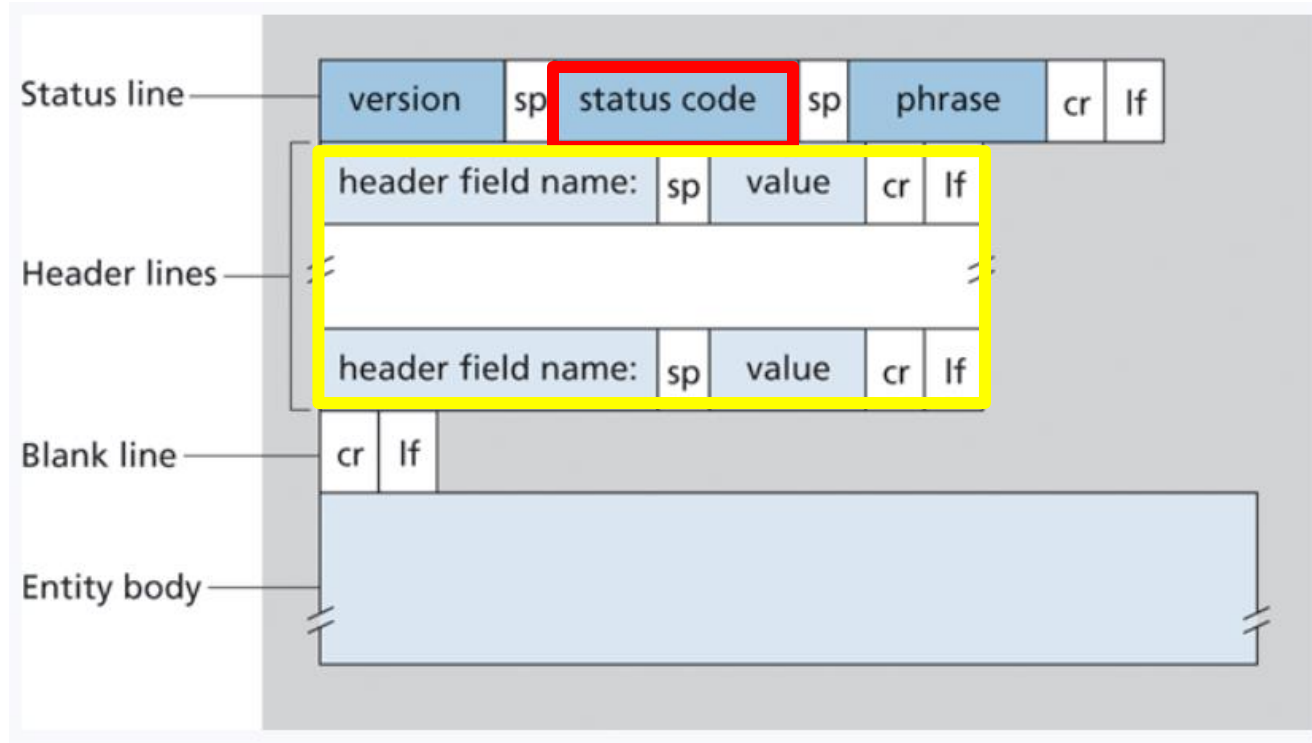 Status line version sp status code sp phrase cr lf
header field name: sp value cr lf
Header lines
header field name: sp value cr lf
Blank line cr lf
Entity body